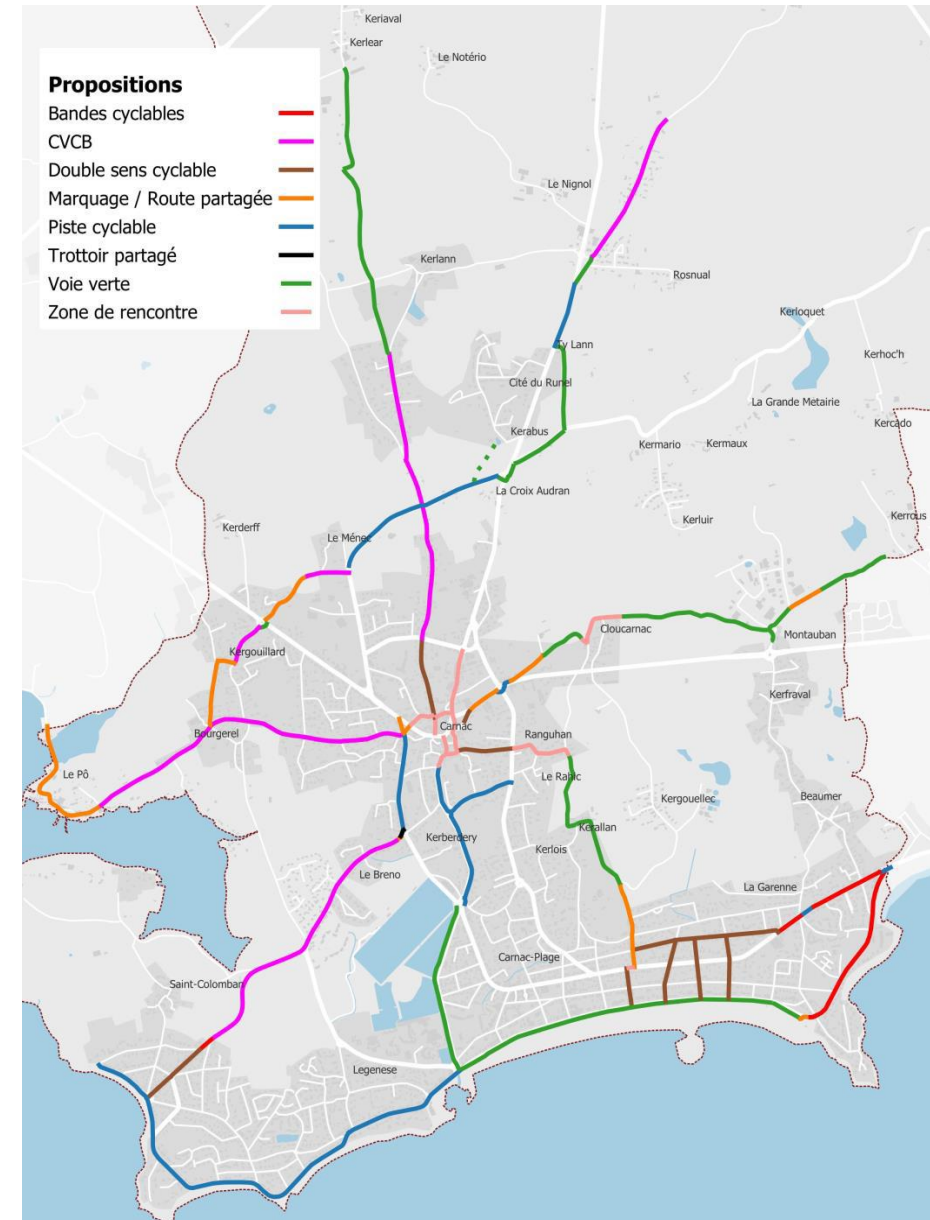 Keriaval
Kerlear
Le Notério
Propositions
Bandes cyclables
CVCB
Double sens cyclable
Marquage / Route partagée
Piste cyclable
Trottoir partagé
Voie verte
Zone de rencontre
Le Nignol
Kerlann
Rosnual
Kerloquet
Ty Lann
Kerhoc'h
Cité du Runel
La Grande Metairie
Kercado
Kerabus
Kermario
Kermaux
La Croix Audran
Kerderff
Le Ménec
Kerluir
Kerrous
Cloucarnac
Montauban
Kergouillard
Kerfraval
Bourgerel
Carnac
Ranguhan
Le Pô
Le Rahic
Kergouellec
Beaumer
Kerberdery
Kerallan
Kerlois
Le Breno
La Garenne
Carnac-Plage
Saint-Colomban
Legenese